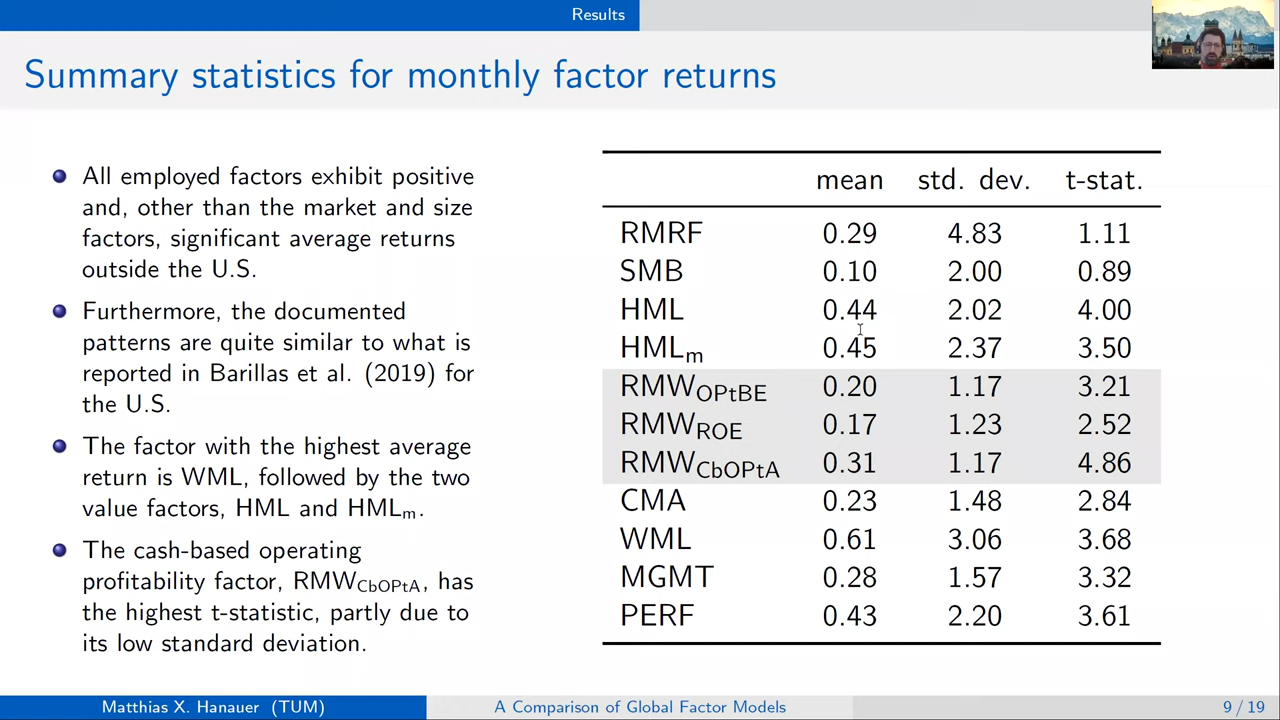 Results
Summary statistics for monthly factor returns
All employed factors exhibit positive
and, other than the market and size
factors, significant average returns
outside the U.S.
Furthermore, the documented
patterns are quite similar to what is
reported in Barillas et al. (2019) for
the U.S.
The factor with the highest average
return is WML, followed by the two
value factors, HML and HMLm.
The cash-based operating
profitability factor, RMWCbOPtA, has
the highest t-statistic, partly due to
its low standard deviation.
mean std. dev. t-stat.
RMRF 0.29 4.83 1.11
SMB 0.10 2.00 0.89
HML 0.44 2.02 4.00
HMLm 0.45 2.37 3.50
RMWOPtBE 0.20 1.17 3.21
RMWROE 0.17 1.23 2.52
RMWCbOPtA 0.31 1.17 4.86
CMA 0.23 1.48 2.84
WML 0.61 3.06 3.68
MGMT 0.28 1.57 3.32
PERF 0.43 2.20 3.61
Matthias X. Hanauer (TUM) A Comparison of Global Factor Models 9 / 19